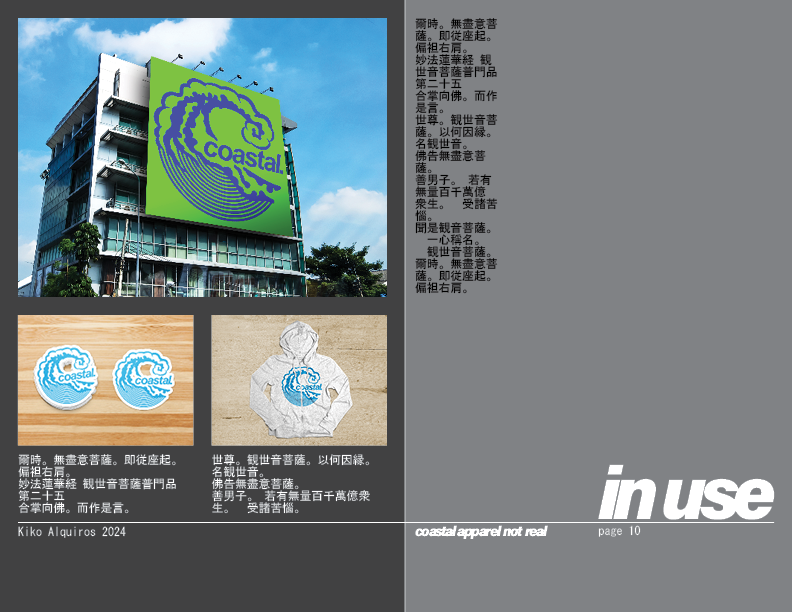 coastal.
coastal.
coastal.
coastal.
爾時。無盡意菩薩。即従座起。
偏袒右肩。
妙法蓮華経 観世音菩薩普門品
第二十五
合掌向佛。而作是言。
世尊。観世音菩薩。以何因縁。
名観世音。
佛告無盡意菩薩。
善男子。 若有無量百千萬億衆
生。　受諸苦惱。
Kiko Alquiros 2024
爾時。無盡意菩
薩。即従座起。
偏袒右肩。
妙法蓮華経 観
世音菩薩普門品
第二十五
合掌向佛。而作
是言。
世尊。観世音菩
薩。以何因縁。
名観世音。
佛告無盡意菩
薩。
善男子。 若有
無量百千萬億
衆生。　受諸苦
惱。
聞是観音菩薩。
　一心稱名。
　観世音菩薩。
爾時。無盡意菩
薩。即従座起。
偏袒右肩。
in use
coastal apparel not real
page 10